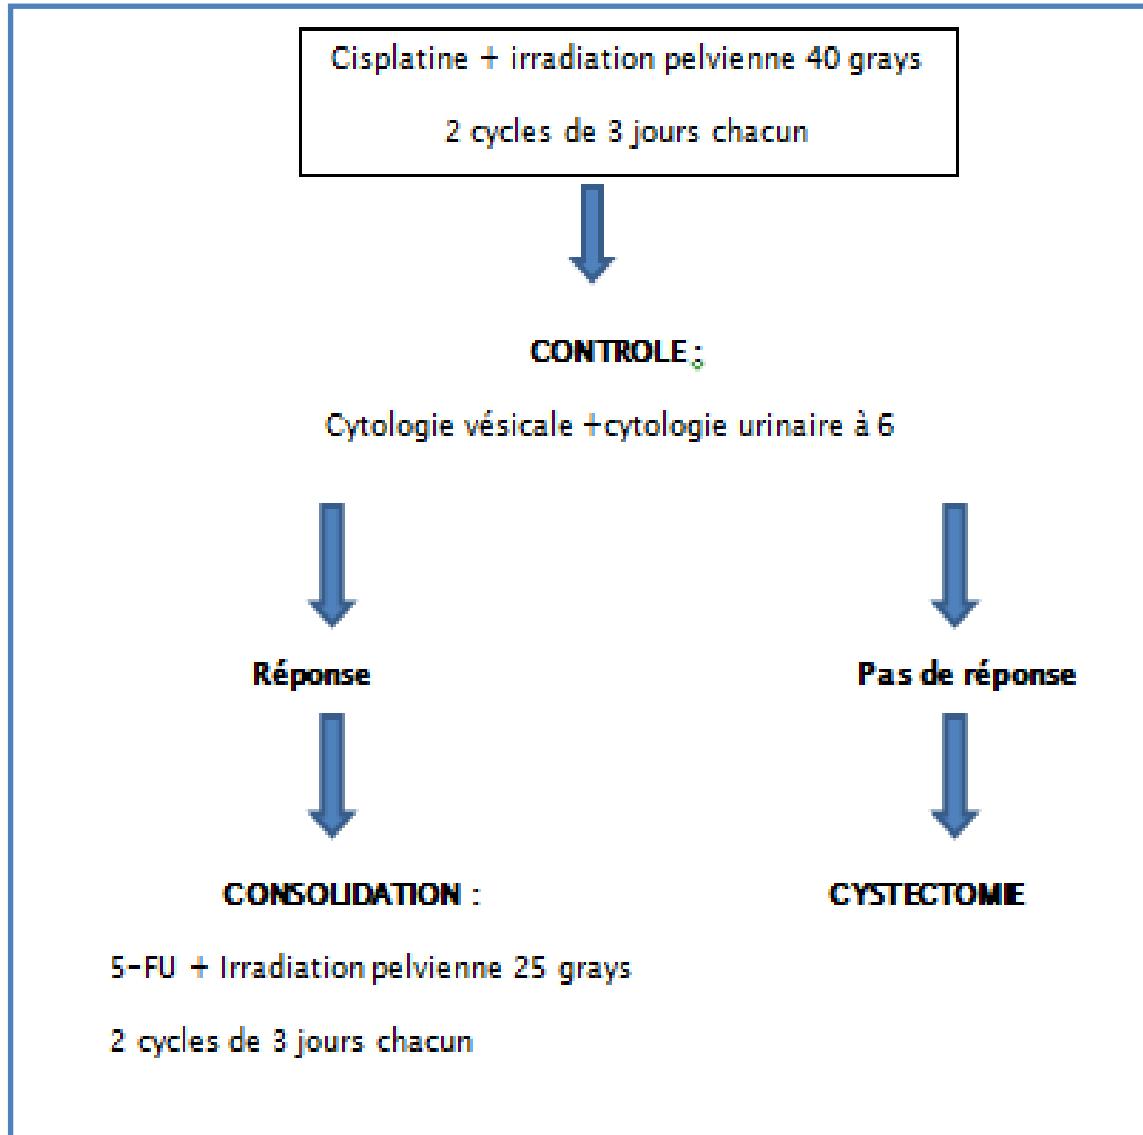 Cisplatine + irradiation pelvienne 40 grays
2 cycles de 3 jours chacun
CONTROLE :
Cytologie vésicale +cytologie urinaire à 6
Réponse
Pas de réponse
CONSOLIDATION :
CYSTECTOMIE
5-FU + Irradiation pelvienne 25 grays
2 cycles de 3 jours chacun